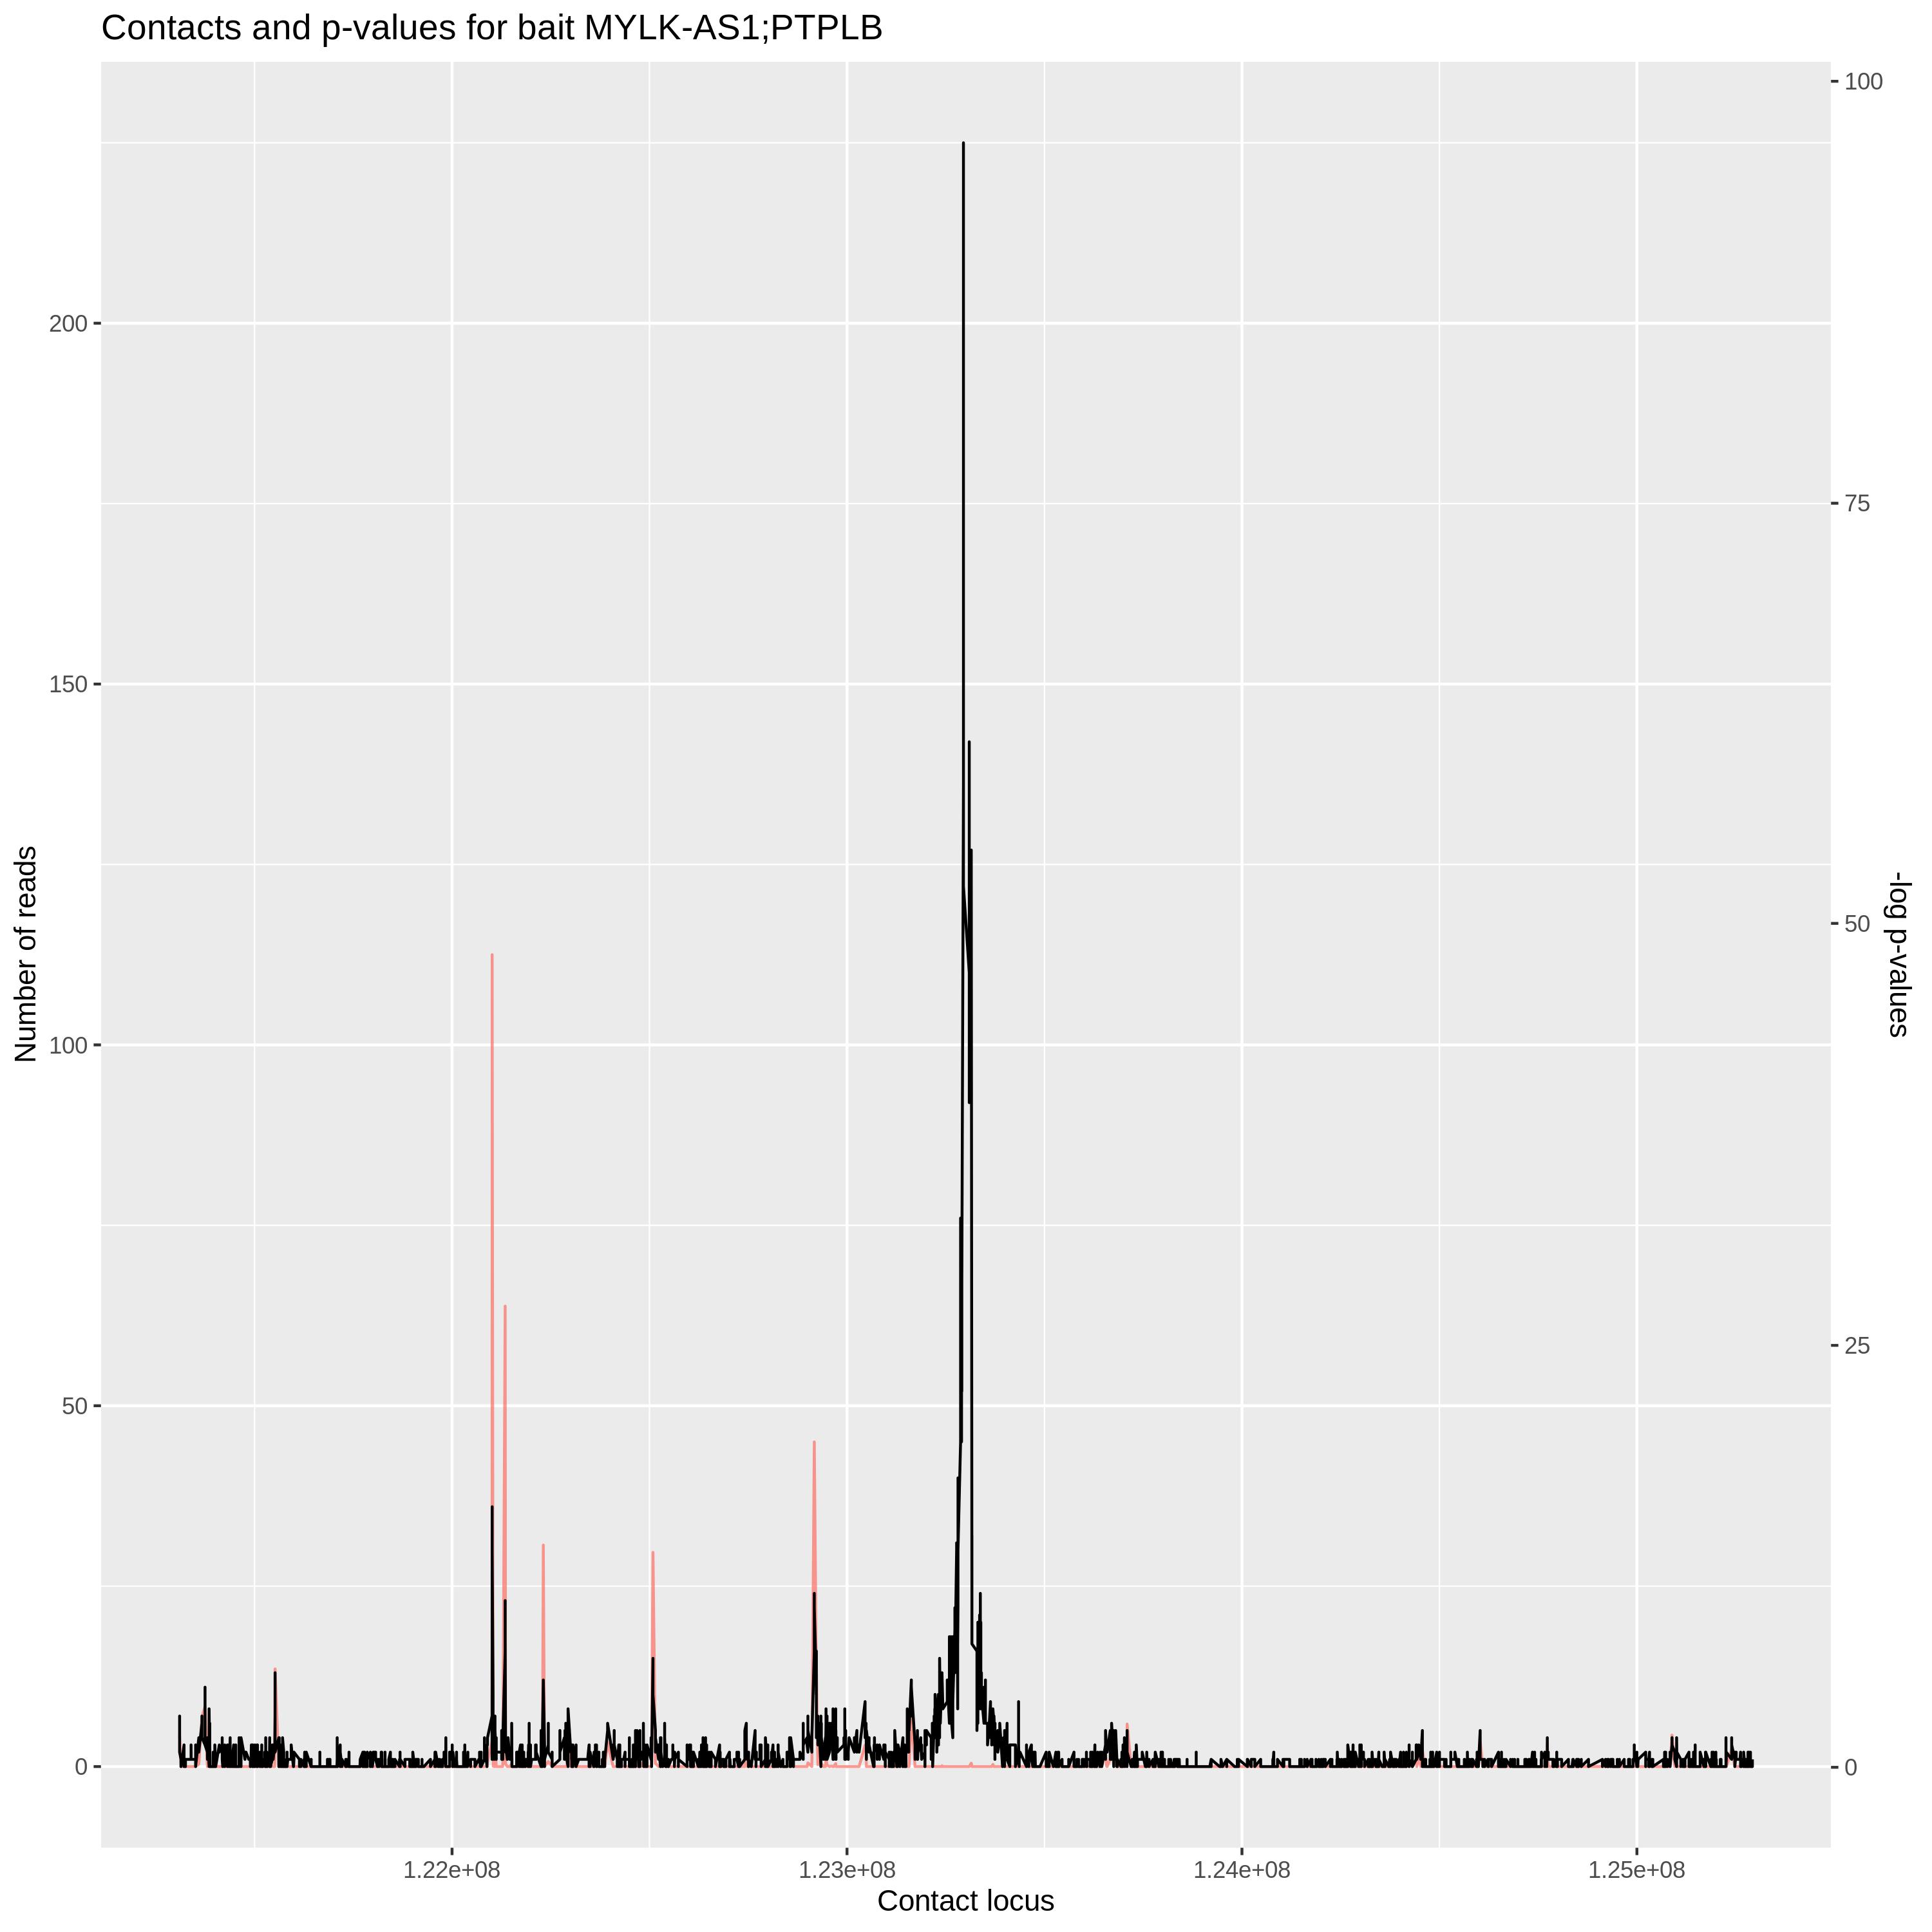 Contacts and p-values for bait MYLK-AS1;PTPLB
100
200
75
150
Number of reads
50
-log p-values
100
25
50
0
0
1.22e+08 1.23e+08 1.24e+08 1.25e+08
Contact locus